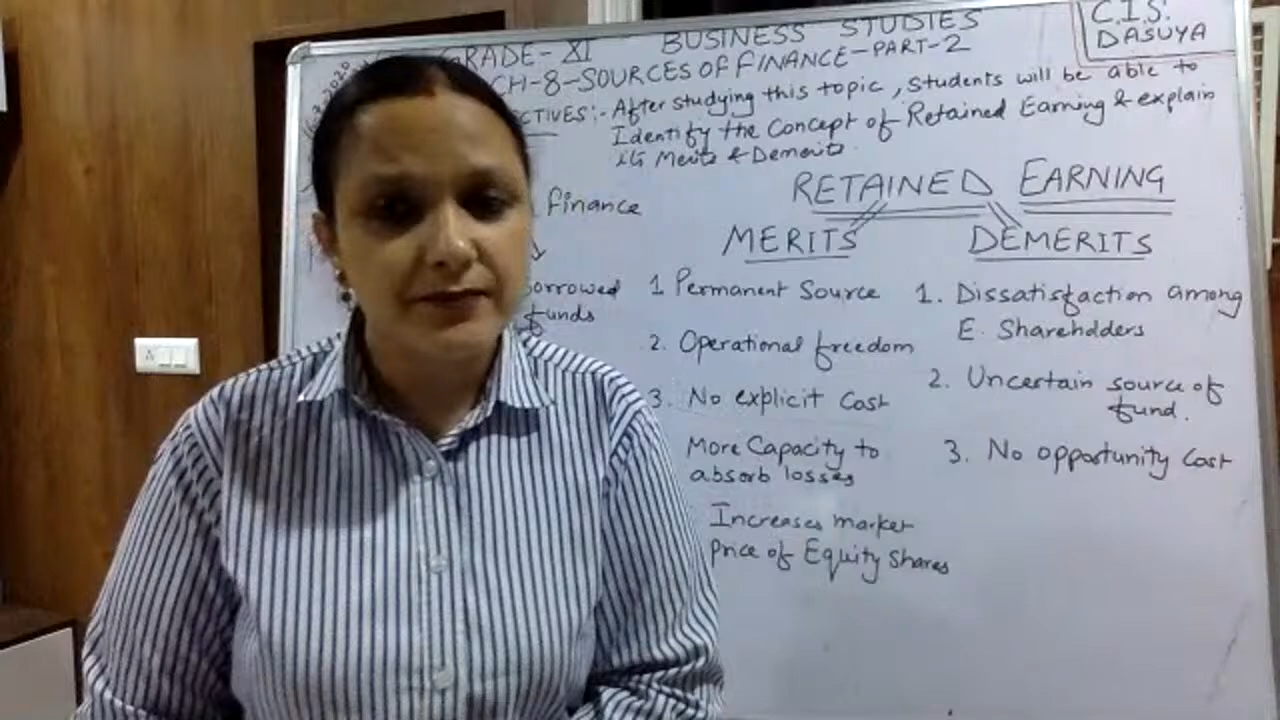 GRADE-XI BUSINESS STUDIES
C.I.S.
DASUYA
CH-8-SOURCES OF FINANCE-PART-2
CTIVES:- After studying this topic, Students will be able to
Identify the Concept of Retained Earning & explain
its Merits & Demerits.
finance
orrowed
funds
RETAINED EARNING
MERITS
1 Permanent Source
2. Operational freedom
3. No explicit Cost
More Capacity to
absorb losses
Increases market
Price of Equity Shares
DEMERITS
1. Dissatisfaction among
E. Shareholders
2. Uncertain source of
fund.
3. No opportunity Cost